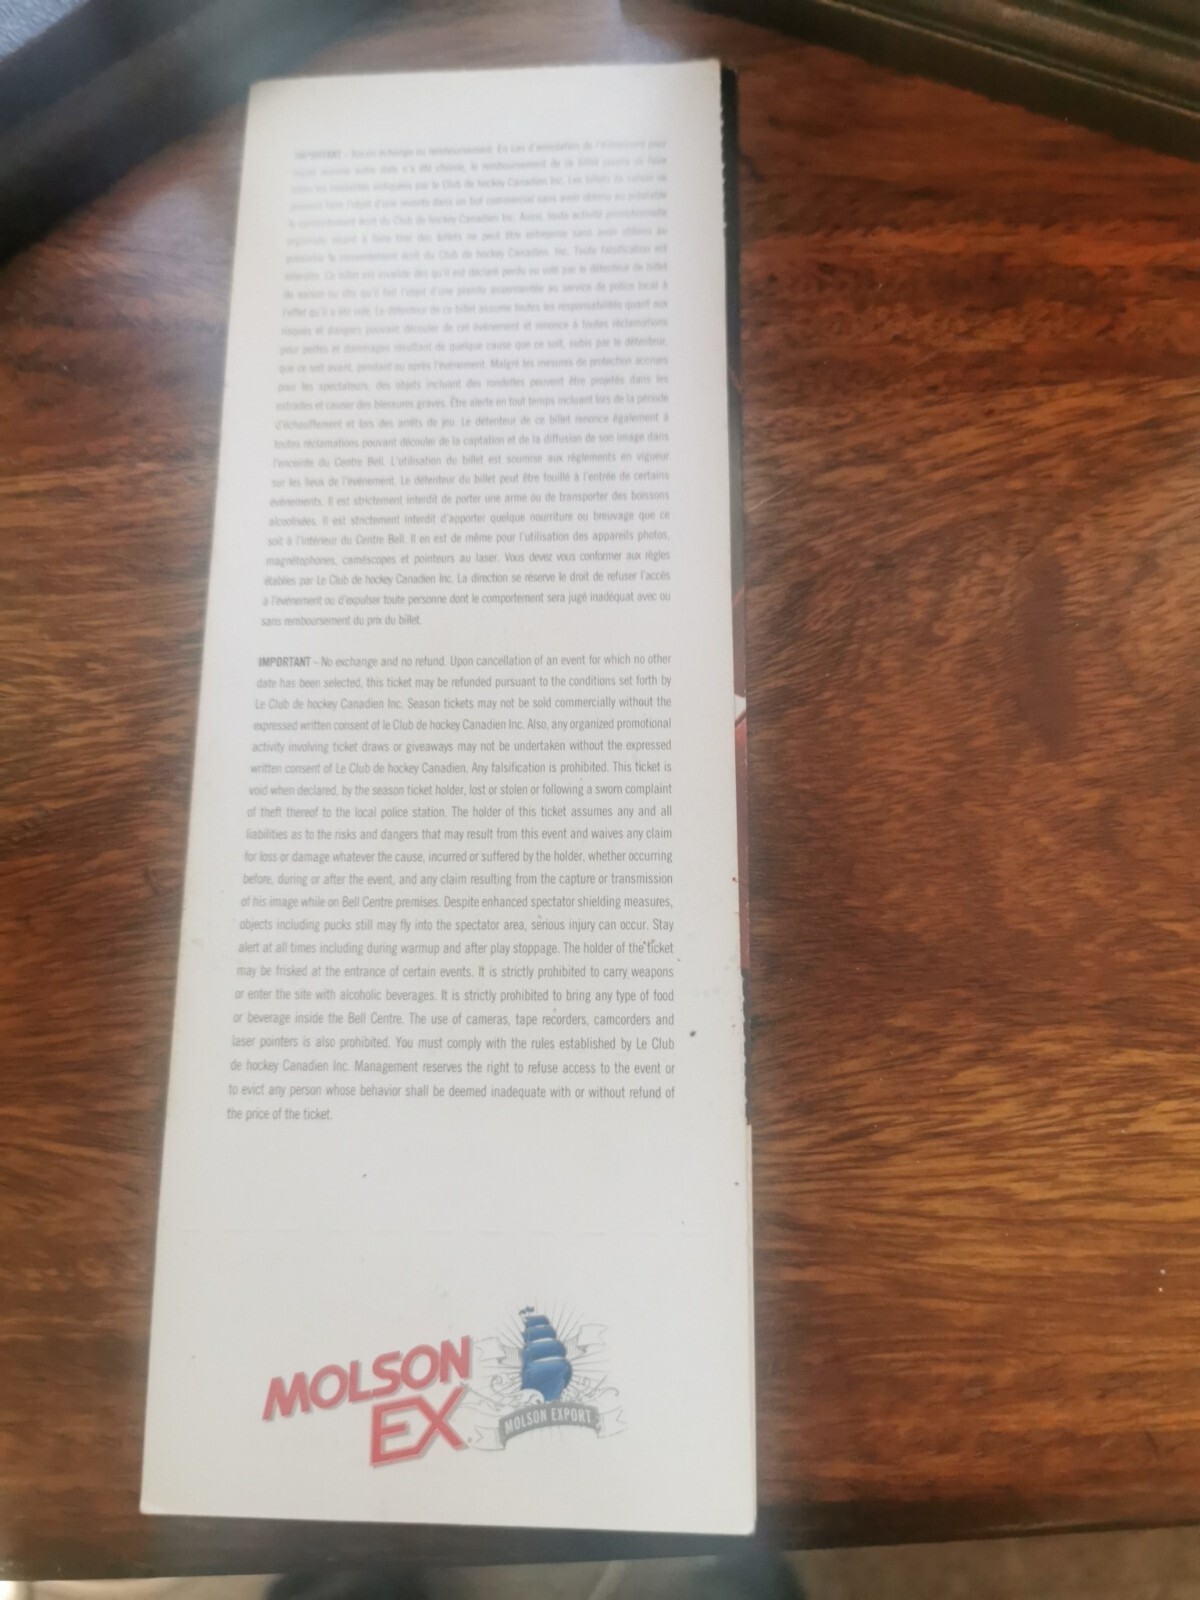 IMPORTANT - Aucun échange ou remboursement. En cas d'annulation de l'événement pour
lequel aucune autre date n'a été choisie, le remboursement de ce billet pourra se faire
selon les modalités indiquées par le Club de hockey Canadien Inc. Les billets de saison ne
peuvent faire l'objet d'une revente dans un but commercial sans avoir obtenu au préalable
le consentement écrit du Club de hockey Canadien Inc. Aussi, toute activité promotionnelle
organisée visant à faire tirer des billets ne peut être entreprise sans avoir obtenu au
préalable le consentement écrit du Club de hockey Canadien, Inc. Toute falsification est
interdite. Ce billet est invalide dès qu'il est déclaré perdu ou volé par le détenteur de billet
de saison ou dès qu'il fait l'objet d'une plainte assermentée au service de police local à
l'effet qu'il a été volé. Le détenteur de ce billet assume toutes les responsabilités quant aux
risques et dangers pouvant découler de cet événement et renonce à toutes réclamations
pour pertes et dommages résultant de quelque cause que ce soit, subis par le détenteur,
que ce soit avant, pendant ou après l'événement. Malgré les mesures de protection accrues
pour les spectateurs, des objets incluant des rondelles peuvent être projetés dans les
estrades et causer des blessures graves. Être alerte en tout temps incluant lors de la période
d'échauffement et lors des arrêts de jeu. Le détenteur de ce billet renonce également à
toutes réclamations pouvant découler de la captation et de la diffusion de son image dans
l'enceinte du Centre Bell. L'utilisation du billet est soumise aux règlements en vigueur
sur les lieux de l'événement. Le détenteur du billet peut être fouillé à l'entrée de certains
événements. Il est strictement interdit de porter une arme ou de transporter des boissons
alcoolisées. Il est strictement interdit d'apporter quelque nourriture ou breuvage que ce
soit à l'intérieur du Centre Bell. Il en est de même pour l'utilisation des appareils photos,
magnétophones, caméscopes et pointeurs au laser. Vous devez vous conformer aux règles
établies par Le Club de hockey Canadien Inc. La direction se réserve le droit de refuser l'accès
à l'événement ou d'expulser toute personne dont le comportement sera jugé inadéquat avec ou
sans remboursement du prix du billet.
IMPORTANT - No exchange and no refund. Upon cancellation of an event for which no other
date has been selected, this ticket may be refunded pursuant to the conditions set forth by
Le Club de hockey Canadien Inc. Season tickets may not be sold commercially without the
expressed written consent of le Club de hockey Canadien Inc. Also, any organized promotional
activity involving ticket draws or giveaways may not be undertaken without the expressed
written consent of Le Club de hockey Canadien. Any falsification is prohibited. This ticket is
void when declared, by the season ticket holder, lost or stolen or following a sworn complaint
of theft thereof to the local police station. The holder of this ticket assumes any and all
liabilities as to the risks and dangers that may result from this event and waives any claim
for loss or damage whatever the cause, incurred or suffered by the holder, whether occurring
before, during or after the event, and any claim resulting from the capture or transmission
of his image while on Bell Centre premises. Despite enhanced spectator shielding measures,
objects including pucks still may fly into the spectator area, serious injury can occur. Stay
alert at all times including during warmup and after play stoppage. The holder of the ticket
may be frisked at the entrance of certain events. It is strictly prohibited to carry weapons
or enter the site with alcoholic beverages. It is strictly prohibited to bring any type of food
or beverage inside the Bell Centre. The use of cameras, tape recorders, camcorders and
laser pointers is also prohibited. You must comply with the rules established by Le Club
de hockey Canadien Inc. Management reserves the right to refuse access to the event or
to evict any person whose behavior shall be deemed inadequate with or without refund of
the price of the ticket.
MOLSON
EX.
MOLSON EXPORT